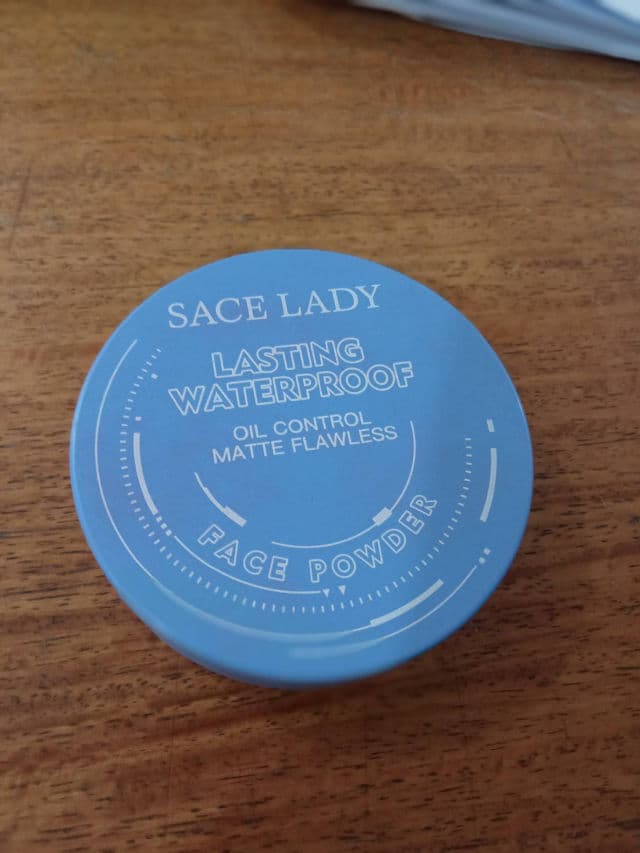 SACE LADY
LASTING
WATERPROOF
OIL CONTROL
MATTE FLAWLESS
FACE POWDER